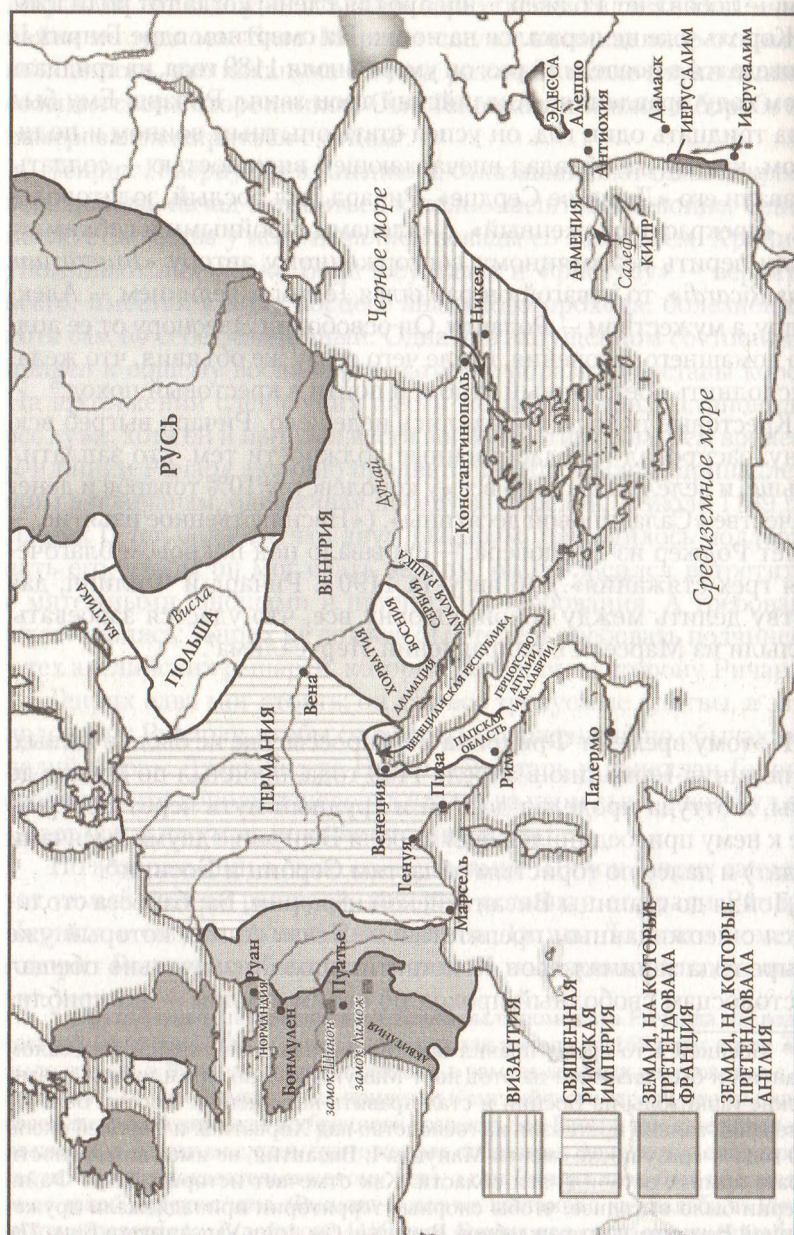 РУСЬ
БАЛТИКА
Висла
ПОЛЬША
ГЕРМАНИЯ
Вена
ВЕНГРИЯ
Руан
НОРМАНДИЯ
Бонмулен
ЗАМОК ШИНОН
Пуатье
ЗАМОК ЛИМОЖ
АКВИТАНИЯ
Марсель
Генуя
Венеция
Пиза
Рим
ПАПСКАЯ
ОБЛАСТЬ
ХОРВАТИЯ
ДАЛМАЦИЯ
ВЕНЕЦИАНСКАЯ РЕСПУБЛИКА
БОСНИЯ
СЕРБИЯ
РАШКА
ГЕРЦОГСТВО
АПУЛИИ И
КАЛАБРИИ
Палермо
Дунай
Черное море
Константинополь
Никея
АРМЕНИЯ
Салеф
КИПР
ЭДЕССА
Алеппо
Антиохия
Дамаск
ИЕРУСАЛИМ
Иерусалим
Средиземное море
ВИЗАНТИЯ
СВЯЩЕННАЯ
РИМСКАЯ
ИМПЕРИЯ
ЗЕМЛИ, НА КОТОРЫЕ
ПРЕТЕНДОВАЛА
ФРАНЦИЯ
ЗЕМЛИ, НА КОТОРЫЕ
ПРЕТЕНДОВАЛА
АНГЛИЯ